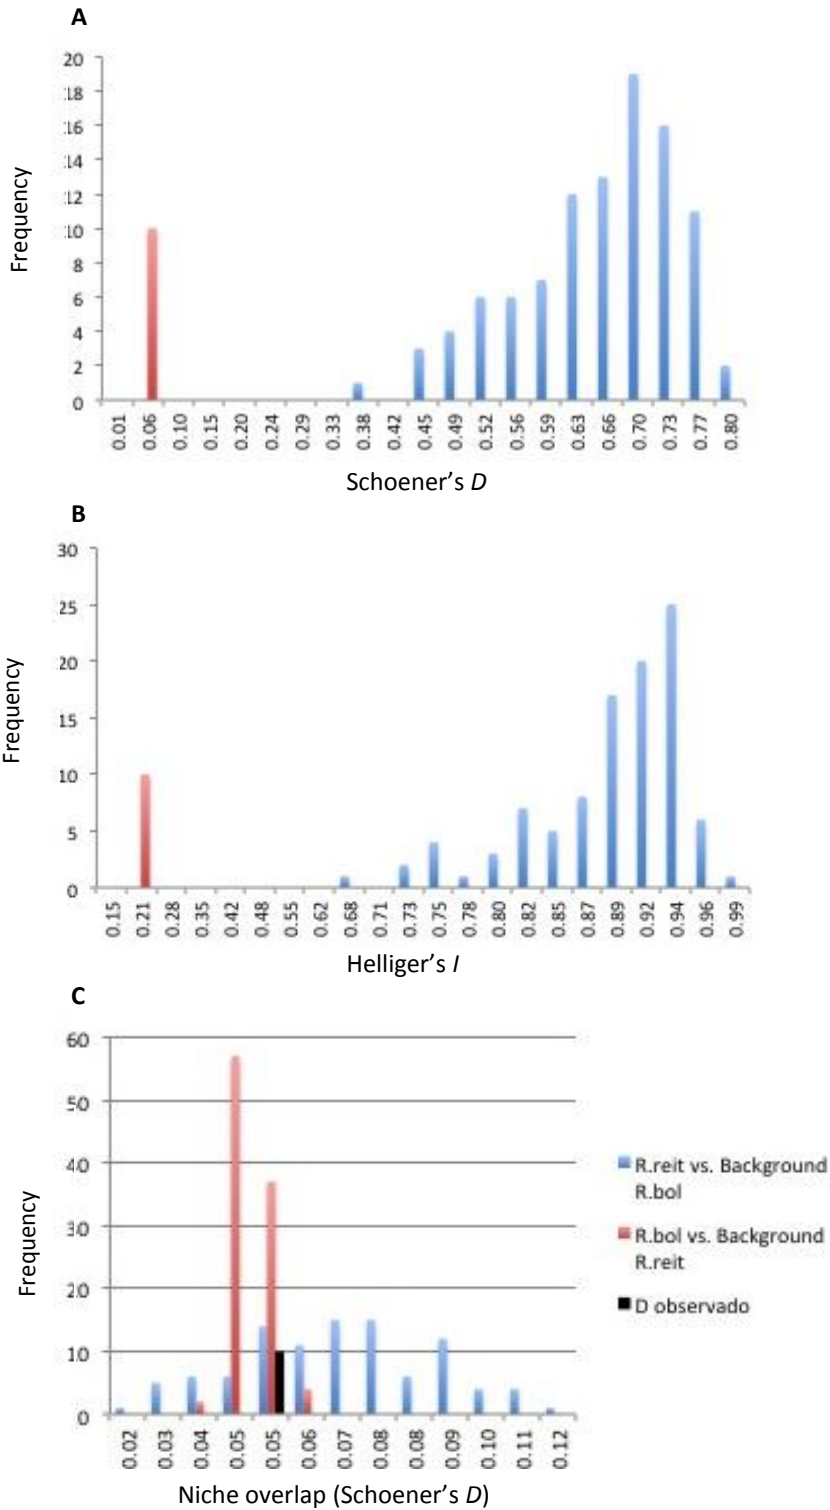 A
20
18
16
14
12
10
8
6
4
2
0
Frequency
0.01 0.06 0.10 0.15 0.20 0.24 0.29 0.33 0.38 0.42 0.45 0.49 0.52 0.56 0.59 0.63 0.66 0.70 0.73 0.77 0.80
Schoener's D
B
30
25
20
15
10
5
0
Frequency
0.15 0.21 0.28 0.35 0.42 0.48 0.55 0.62 0.68 0.71 0.73 0.75 0.78 0.80 0.82 0.85 0.87 0.89 0.92 0.94 0.96 0.99
Helliger's I
C
60
50
40
30
20
10
0
Frequency
0.02 0.03 0.04 0.05 0.05 0.06 0.07 0.08 0.08 0.09 0.10 0.11 0.12
Niche overlap (Schoener's D)
R.reit vs. Background
R.bol
R.bol vs. Background
R.reit
D observado